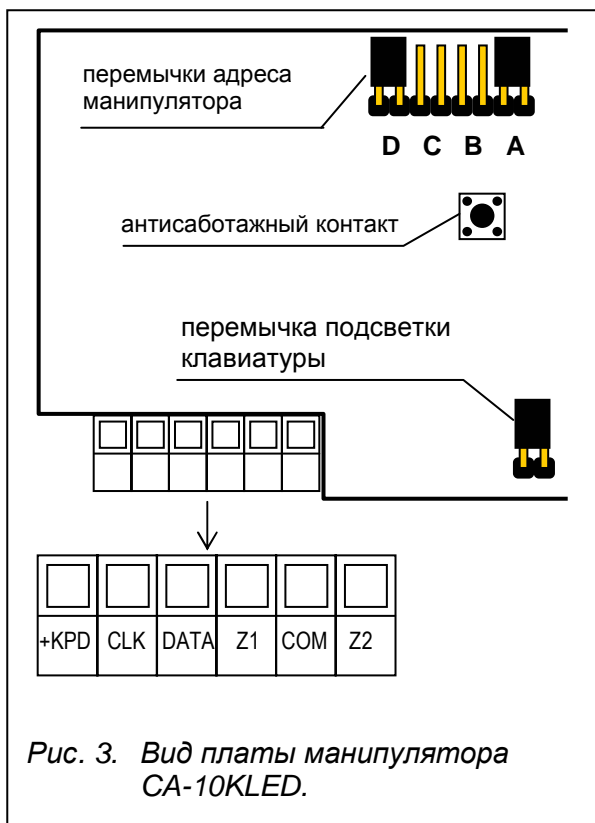 перемычки адреса
манипулятора
D C B A
антисаботажный контакт
перемычка подсветки
клавиатуры
+KPD CLK DATA Z1 COM Z2
Рис. 3. Вид платы манипулятора
CA-10KLED.